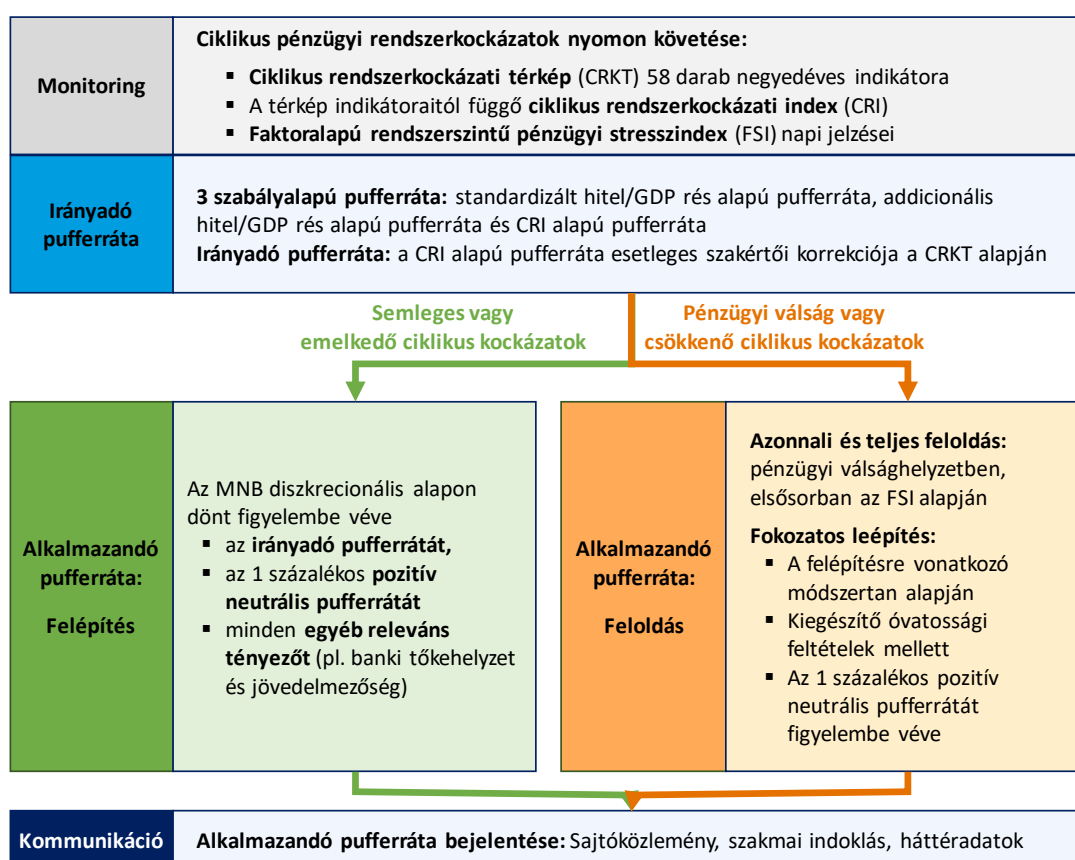 Monitoring
Ciklikus pénzügyi rendszerkockázatok nyomon követése:
▪ Ciklikus rendszerkockázati térkép (CRKT) 58 darab negyedéves indikátora
▪ A térkép indikátoraitól függő ciklikus rendszerkockázati index (CRI)
▪ Faktoralapú rendszerszintű pénzügyi stresszindex (FSI) napi jelzései
Irányadó
pufferráta
3 szabályalapú pufferráta: standardizált hitel/GDP rés alapú pufferráta, addicionális
hitel/GDP rés alapú pufferráta és CRI alapú pufferráta
Irányadó pufferráta: a CRI alapú pufferráta esetleges szakértői korrekciója a CRKT alapján
Semleges vagy
emelkedő ciklikus kockázatok
Pénzügyi válság vagy
csökkenő ciklikus kockázatok
Alkalmazandó
pufferráta:
Felépítés
Az MNB diszkrecionális alapon
dönt figyelembe véve
▪ az irányadó pufferrátát,
▪ az 1 százalékos pozitív
neutrális pufferrátát
▪ minden egyéb releváns
tényezőt (pl. banki tőkehelyzet
és jövedelmezőség)
Alkalmazandó
pufferráta:
Feloldás
Azonnali és teljes feloldás:
pénzügyi válsághelyzetben,
elsősorban az FSI alapján
Fokozatos leépítés:
▪ A felépítésre vonatkozó
módszertan alapján
▪ Kiegészítő óvatossági
feltételek mellett
▪ Az 1 százalékos pozitív
neutrális pufferrátát
figyelembe véve
Kommunikáció
Alkalmazandó pufferráta bejelentése: Sajtóközlemény, szakmai indoklás, háttéradatok